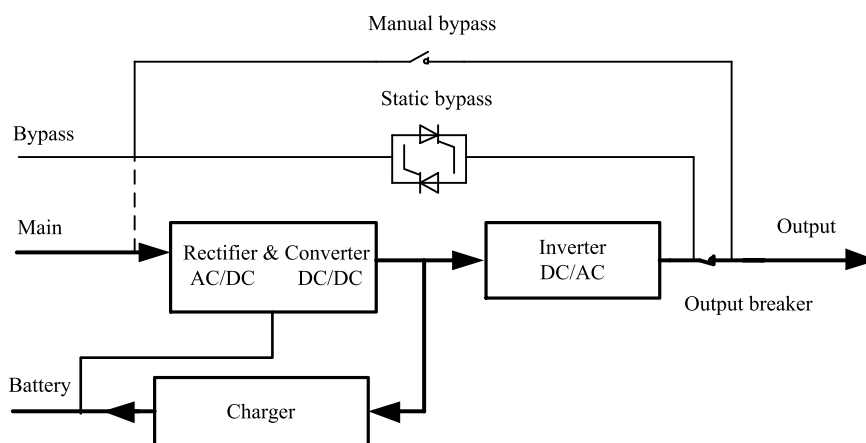 Manual bypass
Static bypass
Bypass
Main
Rectifier & Converter
AC/DC DC/DC
Inverter
DC/AC
Output
Output breaker
Battery
Charger